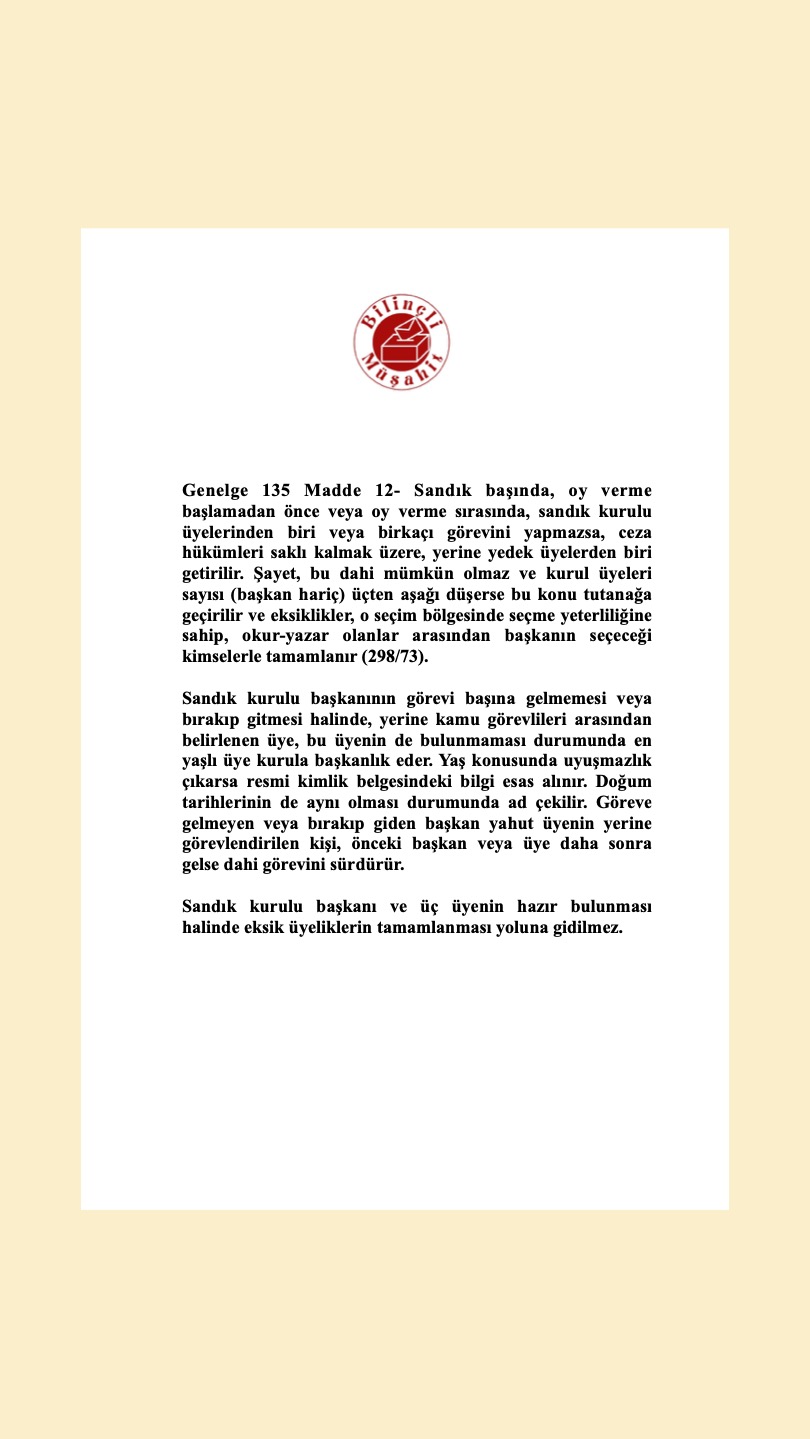 Bilinçli
Müşahit
Genelge 135 Madde 12- Sandık başında, oy verme
başlamadan önce veya oy verme sırasında, sandık kurulu
üyelerinden biri veya birkaçı görevini yapmazsa, ceza
hükümleri saklı kalmak üzere, yerine yedek üyelerden biri
getirilir. Şayet, bu dahi mümkün olmaz ve kurul üyeleri
sayısı (başkan hariç) üçten aşağı düşerse bu konu tutanağa
geçirilir ve eksiklikler, o seçim bölgesinde seçme yeterliliğine
sahip, okur-yazar olanlar arasından başkanın seçeceği
kimselerle tamamlanır (298/73).
Sandık kurulu başkanının görevi başına gelmemesi veya
bırakıp gitmesi halinde, yerine kamu görevlileri arasından
belirlenen üye, bu üyenin de bulunmaması durumunda en
yaşlı üye kurula başkanlık eder. Yaş konusunda uyuşmazlık
çıkarsa resmi kimlik belgesindeki bilgi esas alınır. Doğum
tarihlerinin de aynı olması durumunda ad çekilir. Göreve
gelmeyen veya bırakıp giden başkan yahut üyenin yerine
görevlendirilen kişi, önceki başkan veya üye daha sonra
gelse dahi görevini sürdürür.
Sandık kurulu başkanı ve üç üyenin hazır bulunması
halinde eksik üyeliklerin tamamlanması yoluna gidilmez.